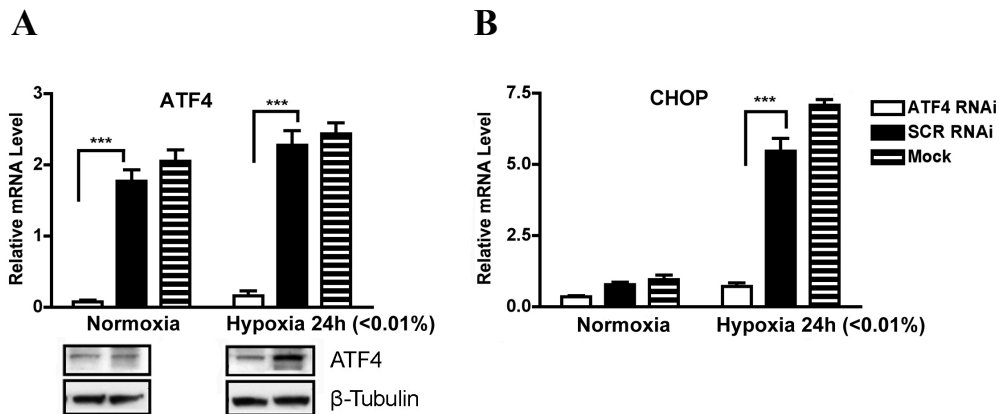 A
B
ATF4
Relative mRNA Level
3
2
1
0
***
***
Normoxia
Hypoxia 24h (<0.01%)
ATF4
β-Tubulin
CHOP
Relative mRNA Level
7.5
5.0
2.5
0.0
***
Normoxia
Hypoxia 24h (<0.01%)
ATF4 RNAi
SCR RNAi
Mock